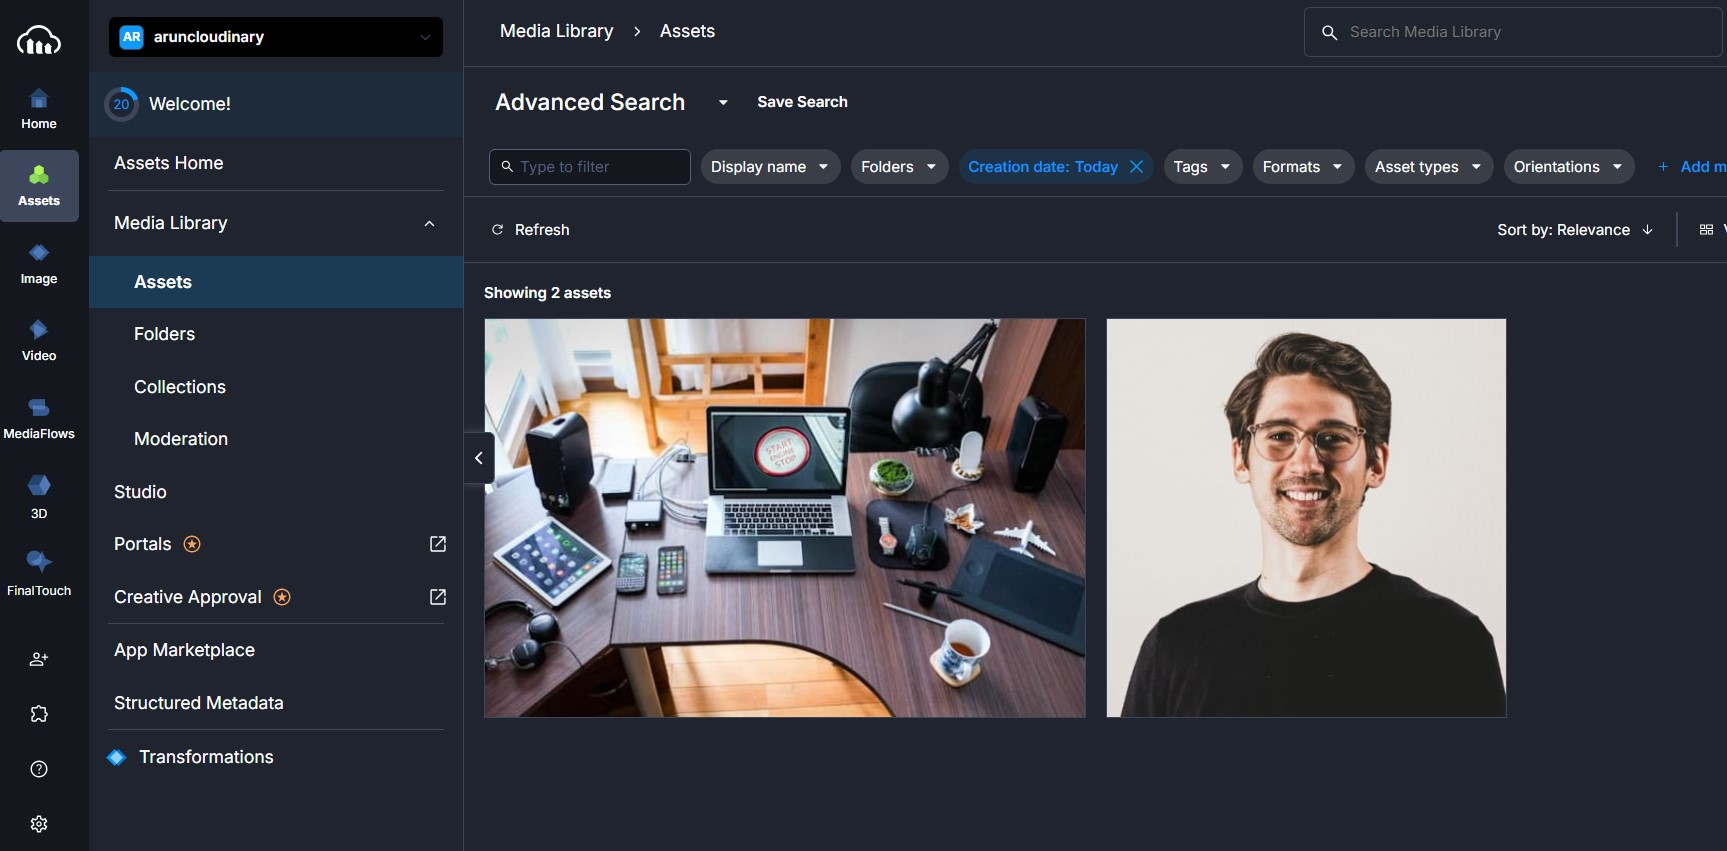 AR aruncloudinary
Media Library > Assets
Search Media Library
20 Welcome!
Advanced Search
Save Search
Home
Assets Home
Type to filter
Display name
Folders
Creation date: Today
Tags
Formats
Asset types
Orientations
+ Add m
Assets
Media Library
Refresh
Sort by: Relevance
Image
Assets
Showing 2 assets
Folders
Video
Collections
MediaFlows
Moderation
START
ENGINE
STOP
Studio
3D
Portals
FinalTouch
Creative Approval
App Marketplace
Structured Metadata
Transformations